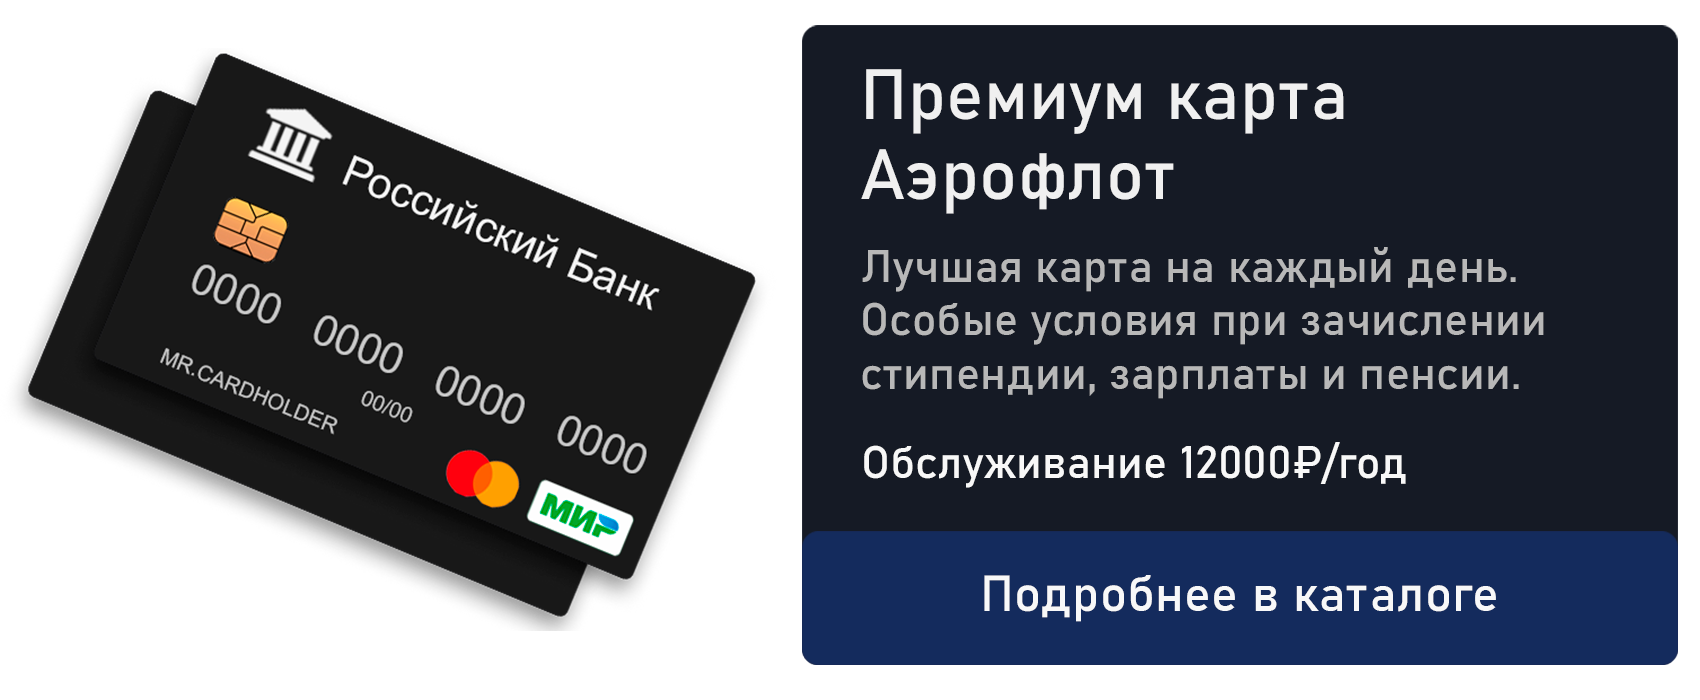 Российский Банк
0000 0000 0000 0000
MR.CARDHOLDER 00/00
МИР
Премиум карта
Аэрофлот
Лучшая карта на каждый день.
Особые условия при зачислении
стипендии, зарплаты и пенсии.
Обслуживание 12000₽/год
Подробнее в каталоге